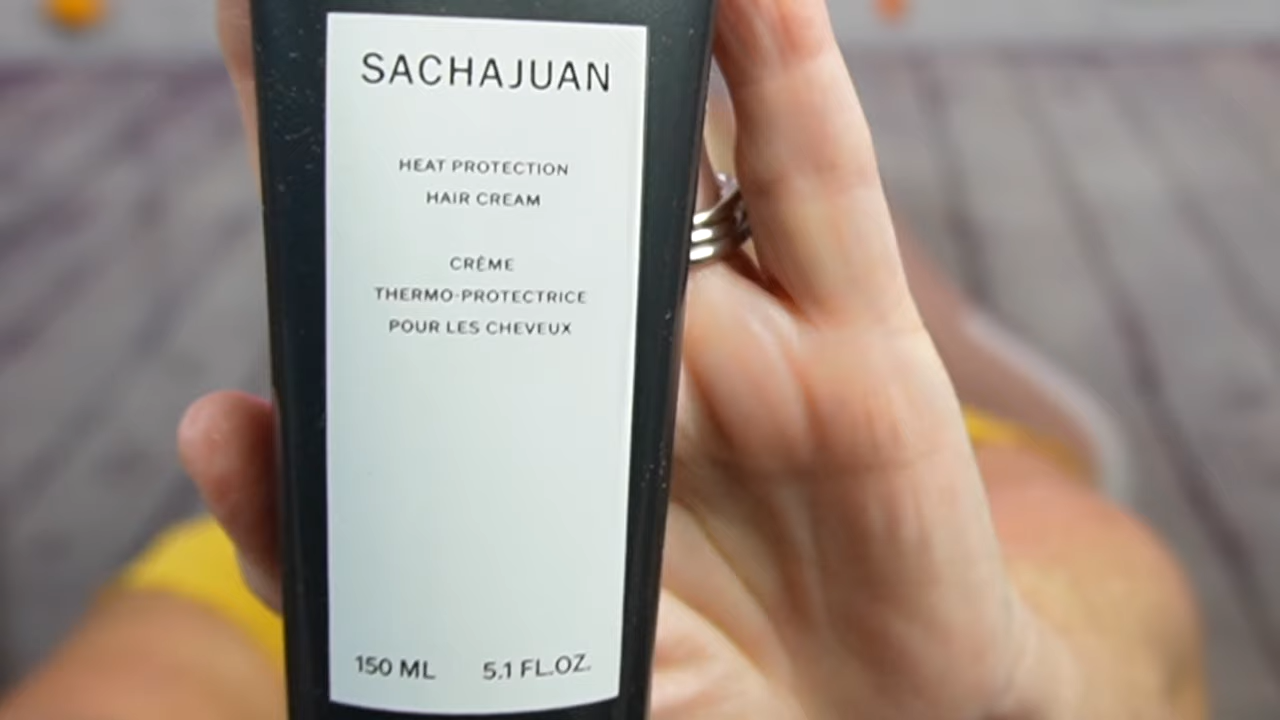 SACHAJUAN
HEAT PROTECTION
HAIR CREAM
CRÈME
THERMO-PROTECTRICE
POUR LES CHEVEUX
150 ML 5.1 FL.OZ.